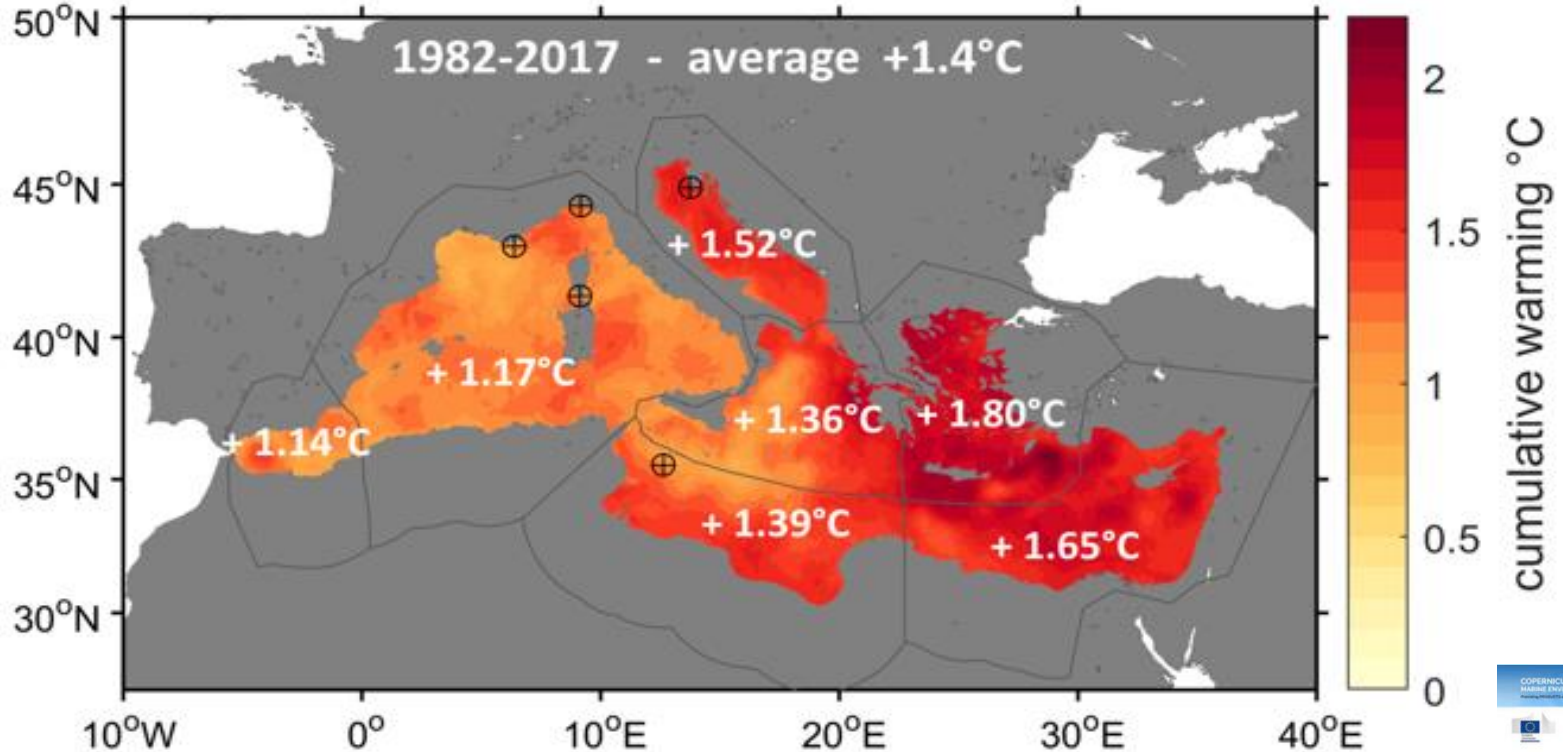 50°N
1982-2017 - average +1.4°C
45°N
40°N
35°N
30°N
+ 1.52°C
+ 1.17°C
+ 1.36°C
+ 1.80°C
+ 1.14°C
+ 1.39°C
+ 1.65°C
10°W
0°
10°E
20°E
30°E
40°E
2
1.5
1
0.5
0
cumulative warming °C
MARINE